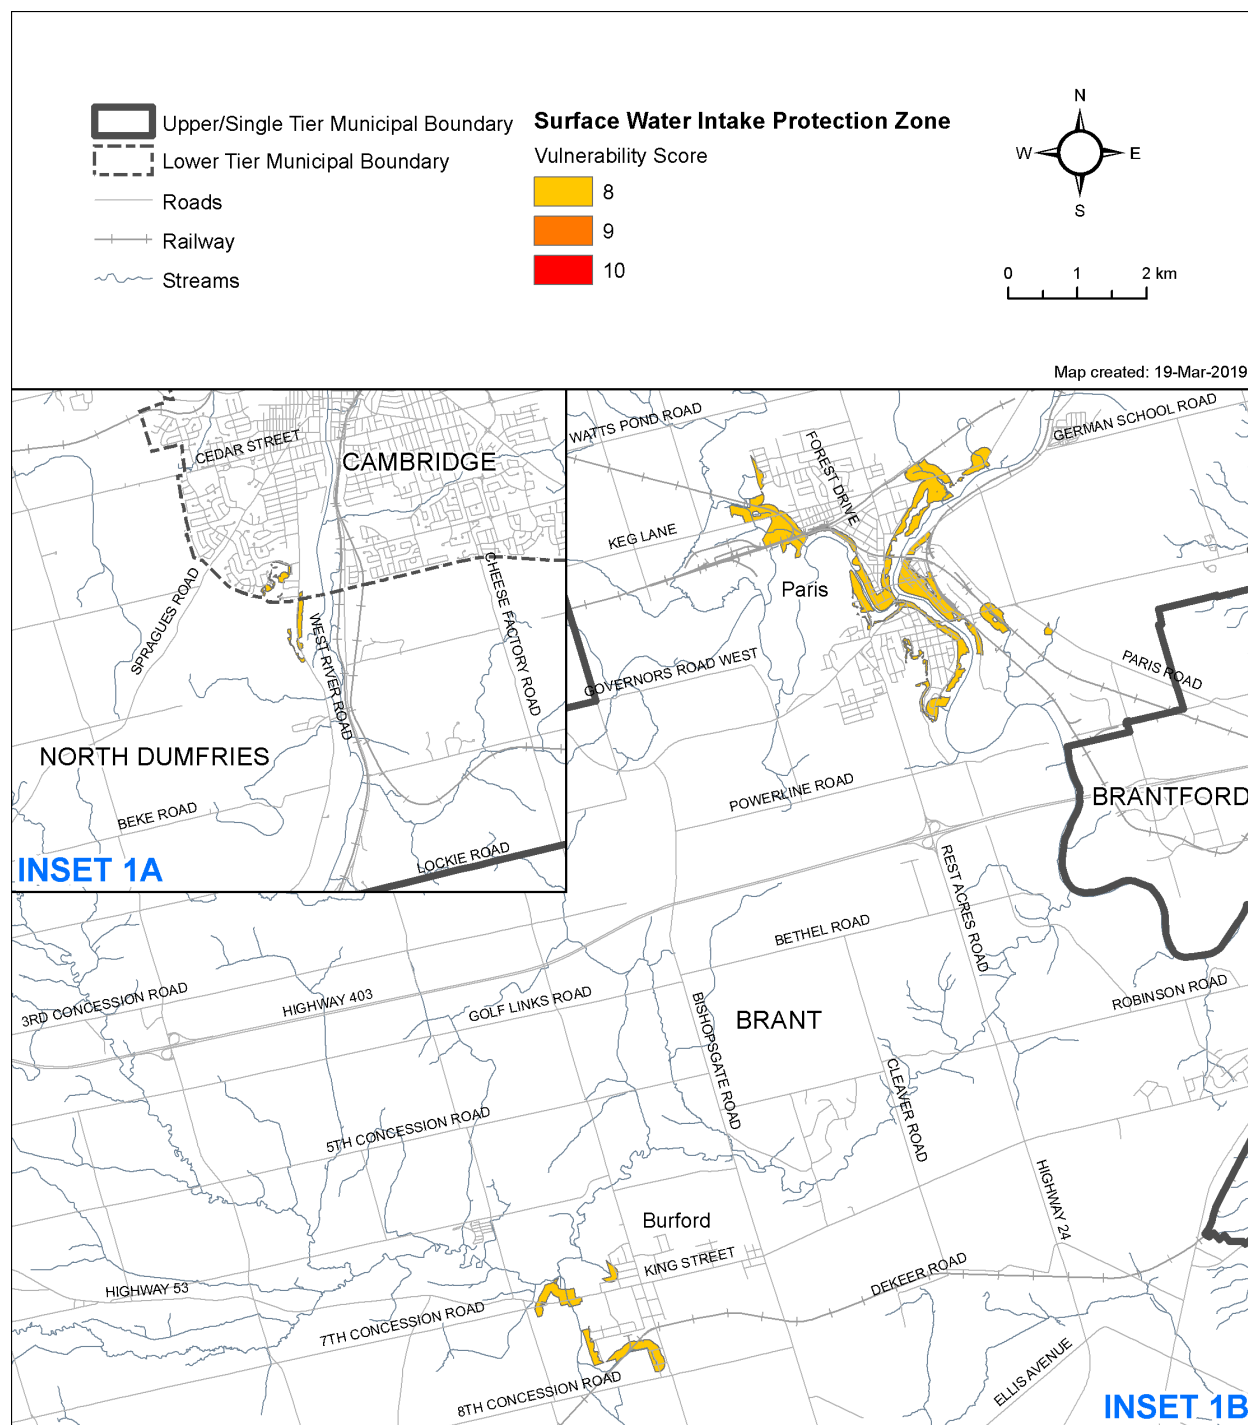 Upper/Single Tier Municipal Boundary
Lower Tier Municipal Boundary
Roads
Railway
Streams
Surface Water Intake Protection Zone
Vulnerability Score
8
9
10
N
W
E
S
0 1 2 km
Map created: 19-Mar-2019
CEDAR STREET
CAMBRIDGE
SPRAGUES ROAD
WEST RIVER ROAD
CHEESE FACTORY ROAD
NORTH DUMFRIES
BEKE ROAD
LOCKIE ROAD
INSET 1A
WATTS POND ROAD
FOREST DRIVE
GERMAN SCHOOL ROAD
KEG LANE
Paris
GOVERNORS ROAD WEST
PARIS ROAD
POWERLINE ROAD
BRANTFORD
REST ACRES ROAD
BETHEL ROAD
3RD CONCESSION ROAD
HIGHWAY 403
GOLF LINKS ROAD
BISHOPSGATE ROAD
BRANT
ROBINSON ROAD
CLEAVER ROAD
5TH CONCESSION ROAD
HIGHWAY 24
Burford
KING STREET
DEKEER ROAD
HIGHWAY 53
7TH CONCESSION ROAD
8TH CONCESSION ROAD
ELLIS AVENUE
INSET 1B